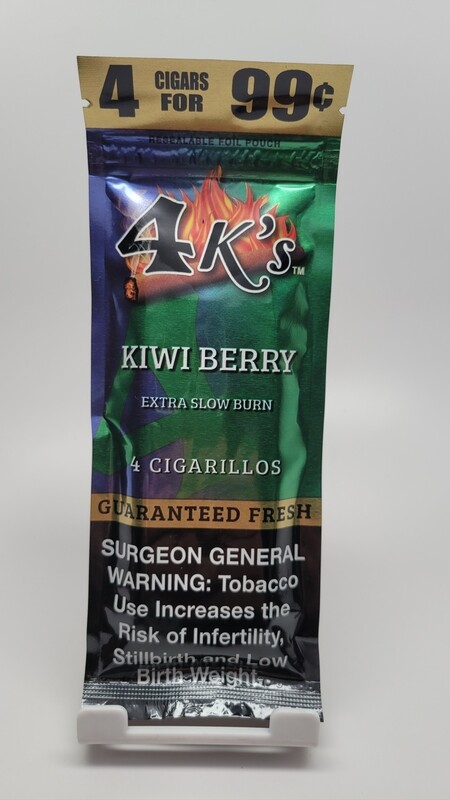 4 CIGARS FOR 99¢
RESEALABLE FOIL POUCH
4K's™
KIWI BERRY
EXTRA SLOW BURN
4 CIGARILLOS
GUARANTEED FRESH
SURGEON GENERAL
WARNING: Tobacco
Use Increases the
Risk of Infertility,
Stillbirth and Low
Birth Weight.